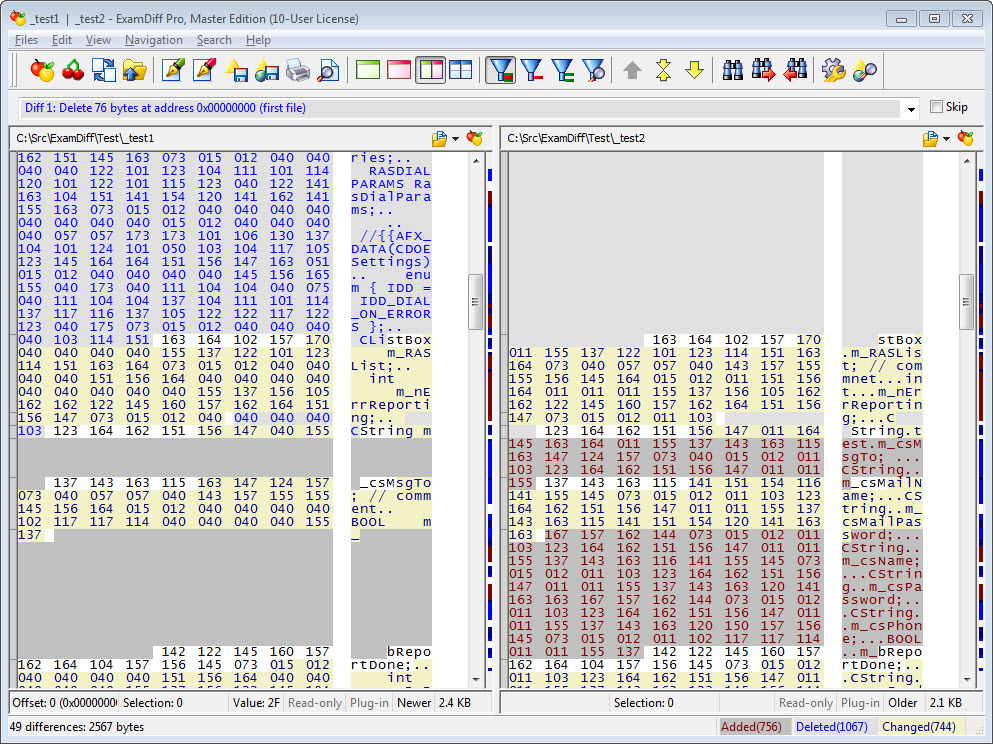 _test1 | _test2 - ExamDiff Pro, Master Edition (10-User License)
Files Edit View Navigation Search Help
Diff 1: Delete 76 bytes at address 0x00000000 (first file)
Skip
C:\Src\ExamDiff\Test\_test1
162 151 145 163 073 015 012 040 040 ries;..
040 040 122 101 123 104 111 101 114 RASDIAL
120 101 122 101 115 123 040 122 141 PARAMS Ra
163 104 151 141 154 120 141 162 141 sDialPara
155 163 073 015 012 040 040 040 040 ms;..
040 040 040 040 015 012 040 040 040 ..
040 057 057 173 173 101 106 130 137 //{{AFX_
104 101 124 101 050 103 104 117 105 DATA(CDOE
123 145 164 164 151 156 147 163 051 Settings)
015 012 040 040 040 040 145 156 165 .. enu
155 040 173 040 111 104 104 040 075 m { IDD =
040 111 104 104 137 104 111 101 114 IDD_DIAL
137 117 116 137 105 122 122 117 122 _ON_ERROR
123 040 175 073 015 012 040 040 040 S };..
040 103 114 151 163 164 102 157 170 CListBox
040 040 040 040 155 137 122 101 123 m_RAS
114 151 163 164 073 015 012 040 040 List;..
040 040 151 156 164 040 040 040 040 int
040 040 040 040 040 155 137 156 105 m_nE
162 162 122 145 160 157 162 164 151 rrReporti
156 147 073 015 012 040 040 040 040 ng;..
103 123 164 162 151 156 147 040 155 CString m
137 143 163 115 163 147 124 157 _csMsgTo
073 040 057 057 040 143 157 155 155 ; // comm
145 156 164 015 012 040 040 040 040 ent..
102 117 117 114 040 040 040 040 155 BOOL m
137 _
142 122 145 160 157 bRepo
162 164 104 157 156 145 073 015 012 rtDone;..
040 040 040 040 151 156 164 040 040 int
C:\Src\ExamDiff\Test\_test2
163 164 102 157 170 stBox
011 155 137 122 101 123 114 151 163 .m_RASLis
164 073 040 057 057 040 143 157 155 t; // com
155 156 145 164 015 012 011 151 156 mnet...in
164 011 011 011 155 137 156 105 162 t...m_nEr
162 122 145 160 157 162 164 151 156 rReportin
147 073 015 012 011 103 g;...C
123 164 162 151 156 147 011 164 String.t
145 163 164 011 155 137 143 163 115 est.m_csM
163 147 124 157 073 040 015 012 011 sgTo; ...
103 123 164 162 151 156 147 011 011 CString..
155 137 143 163 115 141 151 154 116 m_csMailN
141 155 145 073 015 012 011 103 123 ame;...CS
164 162 151 156 147 011 011 155 137 tring..m_
143 163 115 141 151 154 120 141 163 csMailPas
163 167 157 162 144 073 015 012 011 sword;...
103 123 164 162 151 156 147 011 011 CString..
155 137 143 163 116 141 155 145 073 m_csName;
015 012 011 103 123 164 162 151 156 ...CStrin
147 011 011 155 137 143 163 120 141 g..m_csPa
163 163 167 157 162 144 073 015 012 ssword;..
011 103 123 164 162 151 156 147 011 .CString.
011 155 137 143 163 120 150 157 156 .m_csPhon
145 073 015 012 011 102 117 117 114 e;...BOOL
011 011 155 137 142 122 145 160 157 ..m_bRepo
162 164 104 157 156 145 073 015 012 rtDone;..
011 103 123 164 162 151 156 147 011 .CString.
Offset: 0 (0x0000000 Selection: 0 Value: 2F Read-only Plug-in Newer 2.4 KB
Selection: 0 Read-only Plug-in Older 2.1 KB
49 differences: 2567 bytes
Added(756) Deleted(1067) Changed(744)